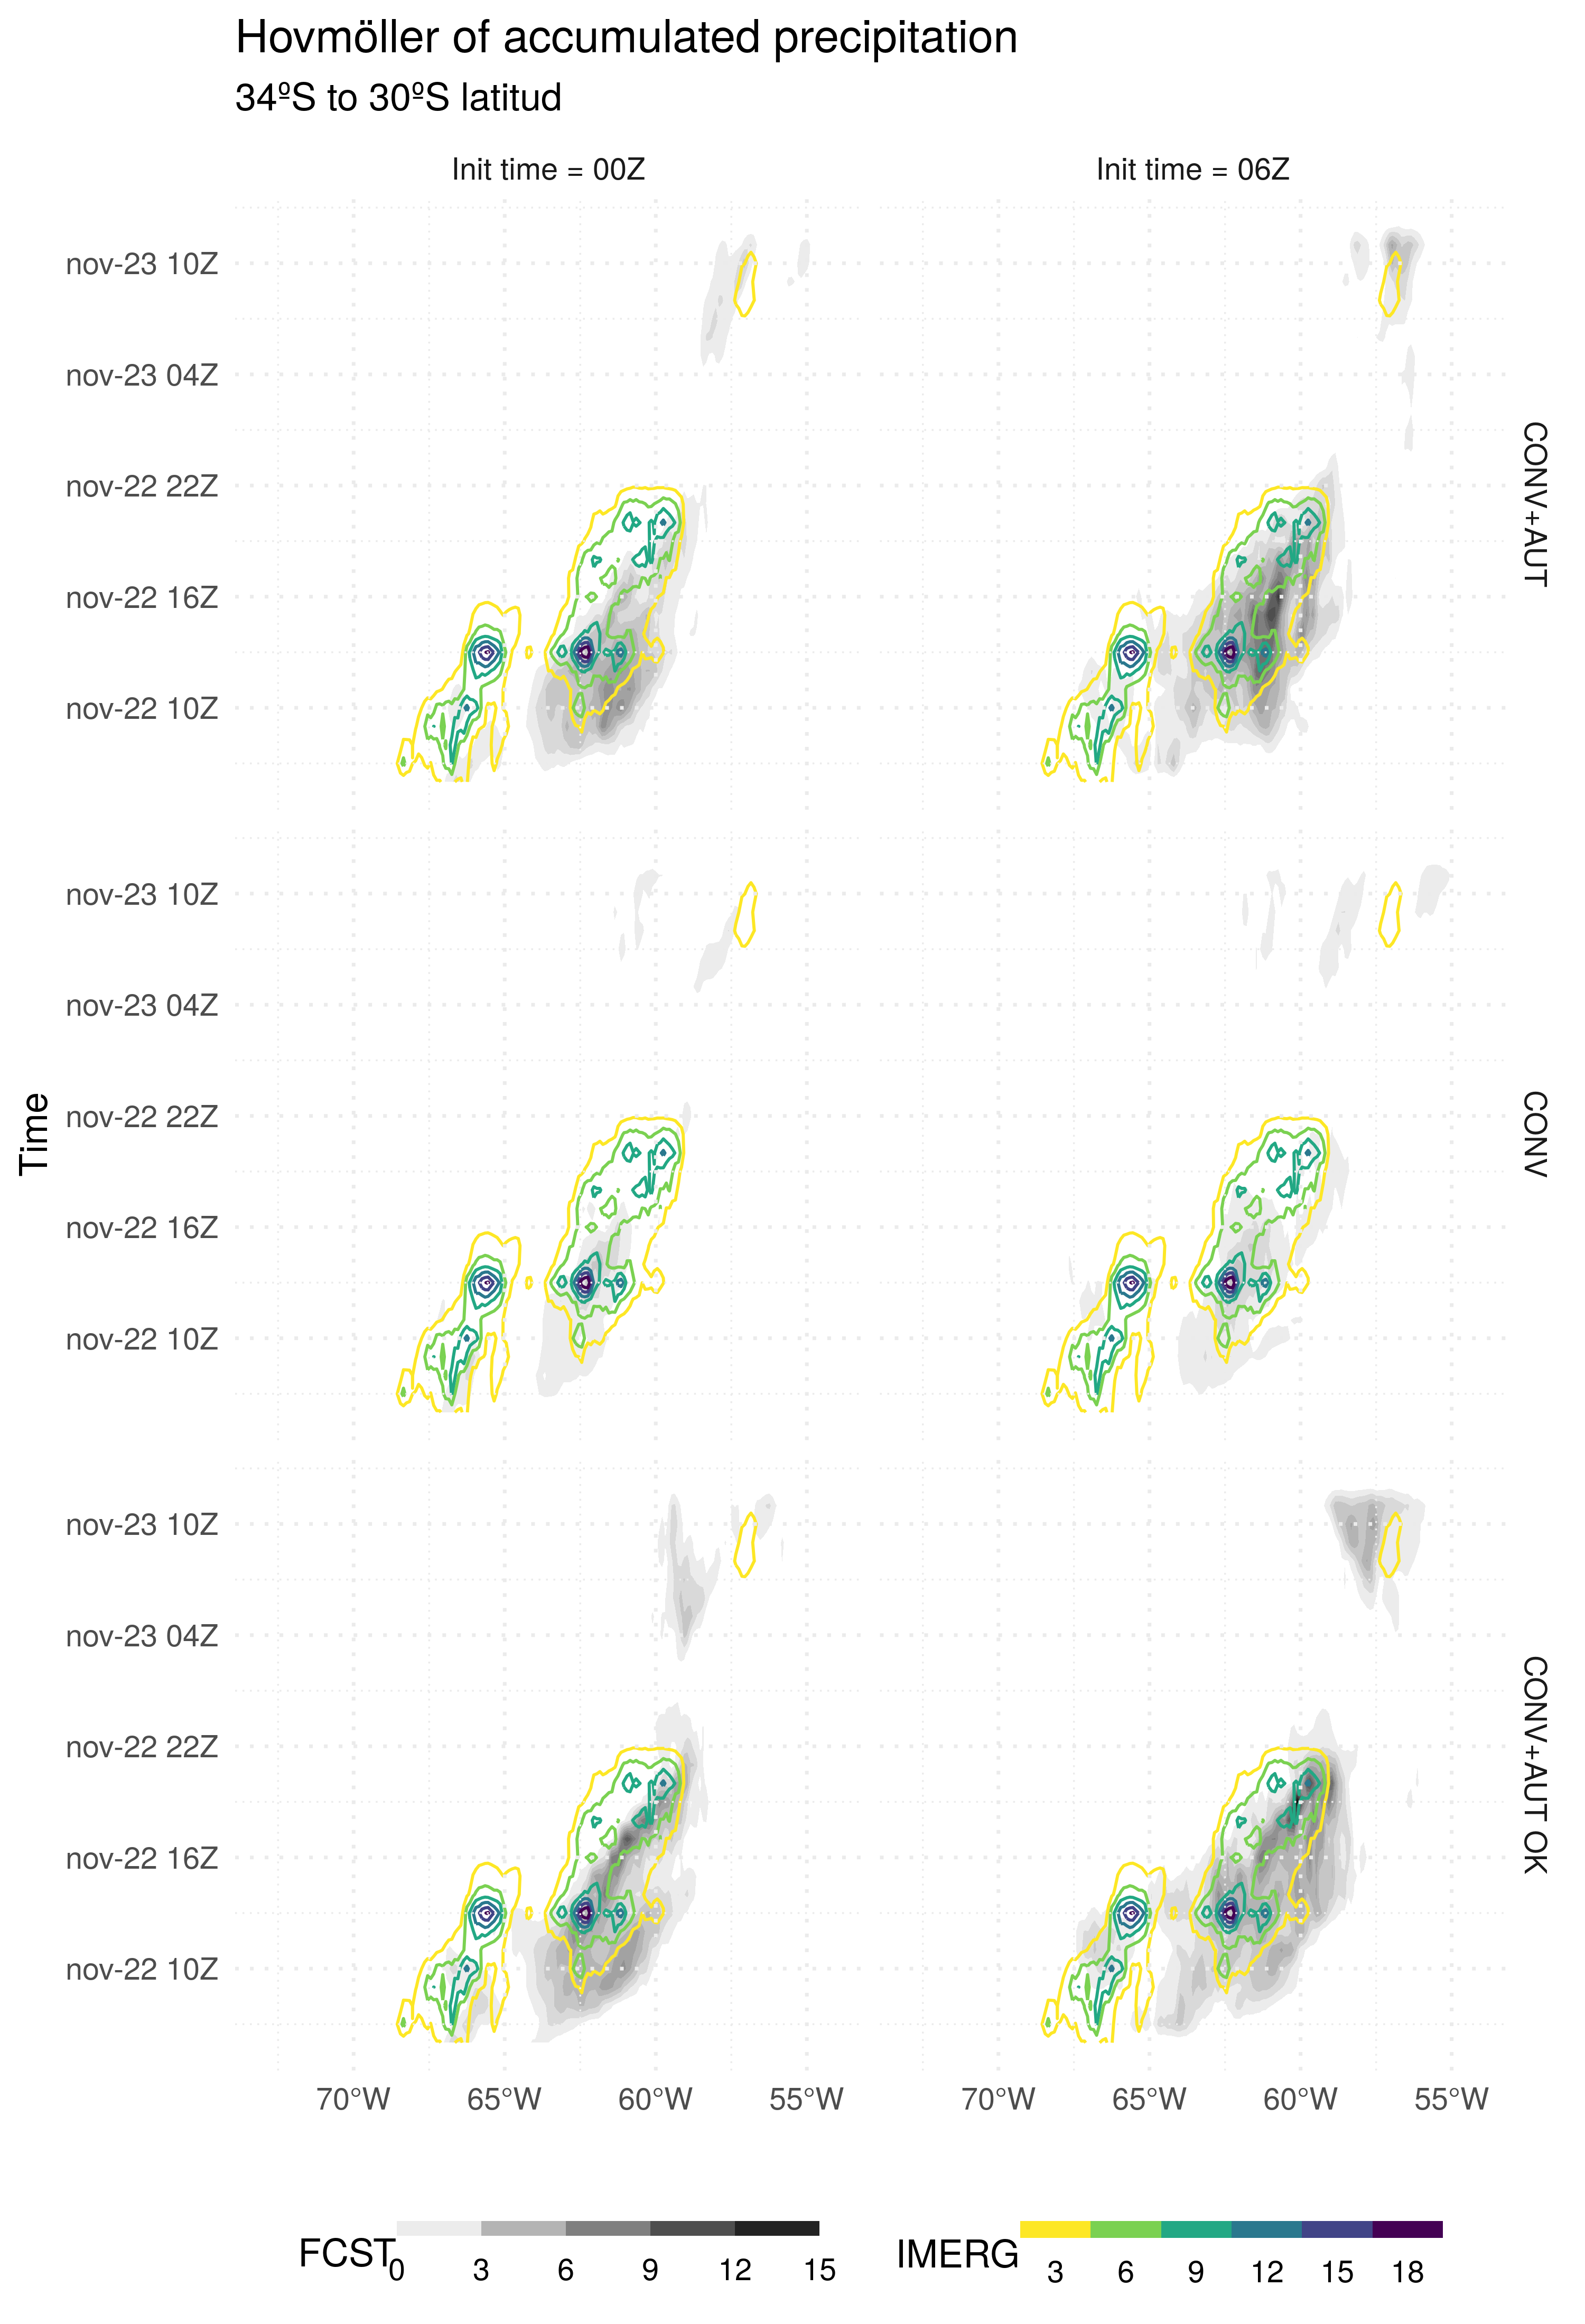 Hovmöller of accumulated precipitation
34ºS to 30ºS latitud
Init time = 00Z
Init time = 06Z
nov-23 10Z
nov-23 04Z
nov-22 22Z
nov-22 16Z
nov-22 10Z
CONV+AUT
nov-23 10Z
nov-23 04Z
nov-22 22Z
nov-22 16Z
nov-22 10Z
CONV
Time
nov-23 10Z
nov-23 04Z
nov-22 22Z
nov-22 16Z
nov-22 10Z
CONV+AUT OK
70°W 65°W 60°W 55°W
70°W 65°W 60°W 55°W
FCST
0 3 6 9 12 15
IMERG
3 6 9 12 15 18